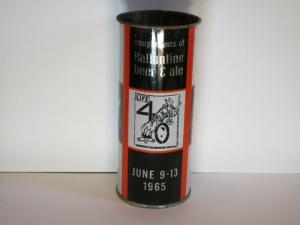 compliments of
Ballantine
beer & ale
40
JUNE 9-13
1965